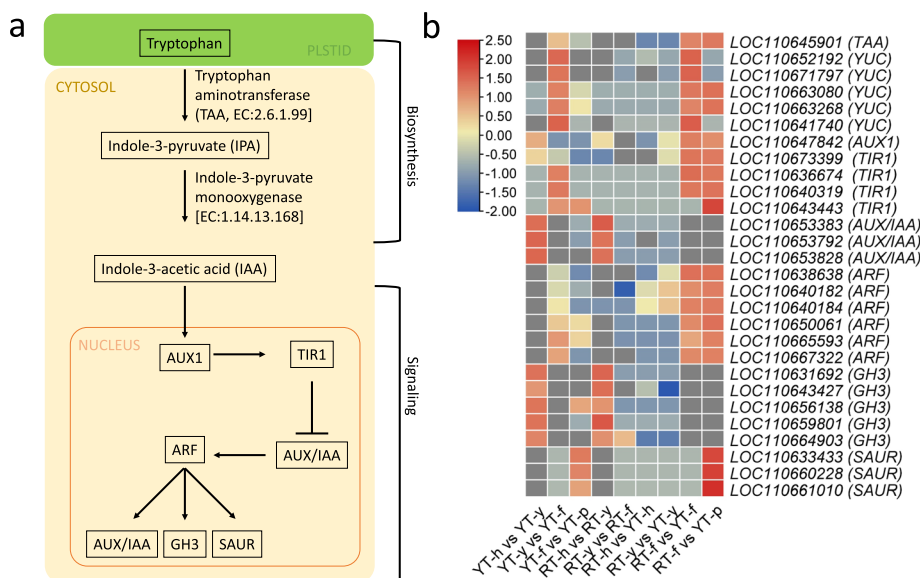 a
Tryptophan
PLSTID
CYTOSOL
Tryptophan
aminotransferase
(TAA, EC:2.6.1.99]
Indole-3-pyruvate (IPA)
Indole-3-pyruvate
monooxygenase
[EC:1.14.13.168]
Biosynthesis
Indole-3-acetic acid (IAA)
NUCLEUS
AUX1
TIR1
Signaling
ARF
AUX/IAA
AUX/IAA
GH3
SAUR
b
2.50
2.00
1.50
1.00
0.50
0.00
-0.50
-1.00
-1.50
-2.00
LOC110645901 (TAA)
LOC110652192 (YUC)
LOC110671797 (YUC)
LOC110663080 (YUC)
LOC110663268 (YUC)
LOC110641740 (YUC)
LOC110647842 (AUX1)
LOC110673399 (TIR1)
LOC110636674 (TIR1)
LOC110640319 (TIR1)
LOC110643443 (TIR1)
LOC110653383 (AUX/IAA)
LOC110653792 (AUX/IAA)
LOC110653828 (AUX/IAA)
LOC110638638 (ARF)
LOC110640182 (ARF)
LOC110640184 (ARF)
LOC110650061 (ARF)
LOC110665593 (ARF)
LOC110667322 (ARF)
LOC110631692 (GH3)
LOC110643427 (GH3)
LOC110656138 (GH3)
LOC110659801 (GH3)
LOC110664903 (GH3)
LOC110633433 (SAUR)
LOC110660228 (SAUR)
LOC110661010 (SAUR)
YT-h vs YT-y
YT-y vs YT-f
YT-f vs YT-p
RT-h vs RT-y
RT-y vs RT-f
RT-h vs YT-h
RT-y vs YT-y
RT-f vs YT-f
RT-f vs YT-p